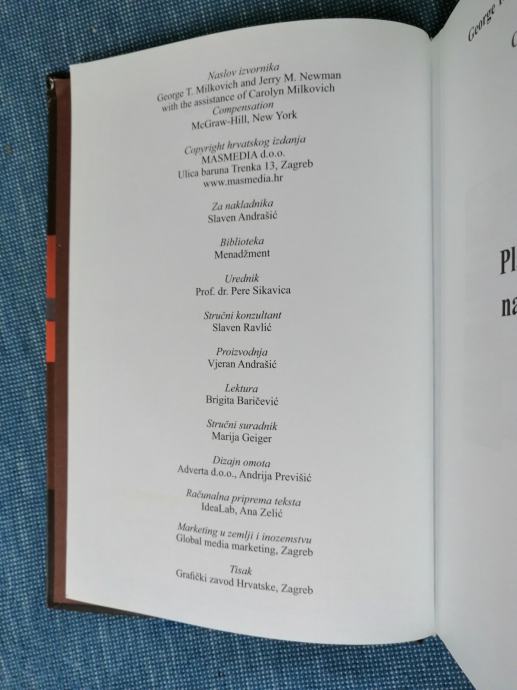 Naslov izvornika
George T. Milkovich and Jerry M. Newman
with the assistance of Carolyn Milkovich
Compensation
McGraw-Hill, New York
Copyright hrvatskog izdanja
MASMEDIA d.o.o.
Ulica baruna Trenka 13, Zagreb
www.masmedia.hr
Za nakladnika
Slaven Andrašić
Biblioteka
Menadžment
Urednik
Prof. dr. Pere Sikavica
Stručni konzultant
Slaven Ravlić
Proizvodnja
Vjeran Andrašić
Lektura
Brigita Baričević
Stručni suradnik
Marija Geiger
Dizajn omota
Adverta d.o.o., Andrija Previšić
Računalna priprema teksta
IdeaLab, Ana Zelić
Marketing u zemlji i inozemstvu
Global media marketing, Zagreb
Tisak
Grafički zavod Hrvatske, Zagreb
George
Pl
na